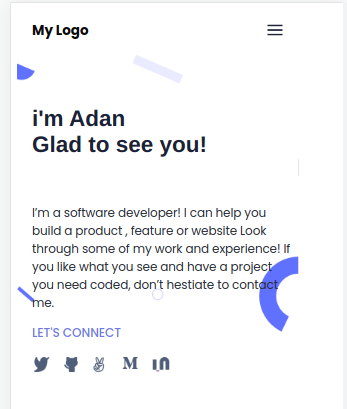 My Logo
i'm Adan
Glad to see you!
I'm a software developer! I can help you
build a product , feature or website Look
through some of my work and experience! If
you like what you see and have a project
you need coded, don't hestiate to contact
me.
LET'S CONNECT